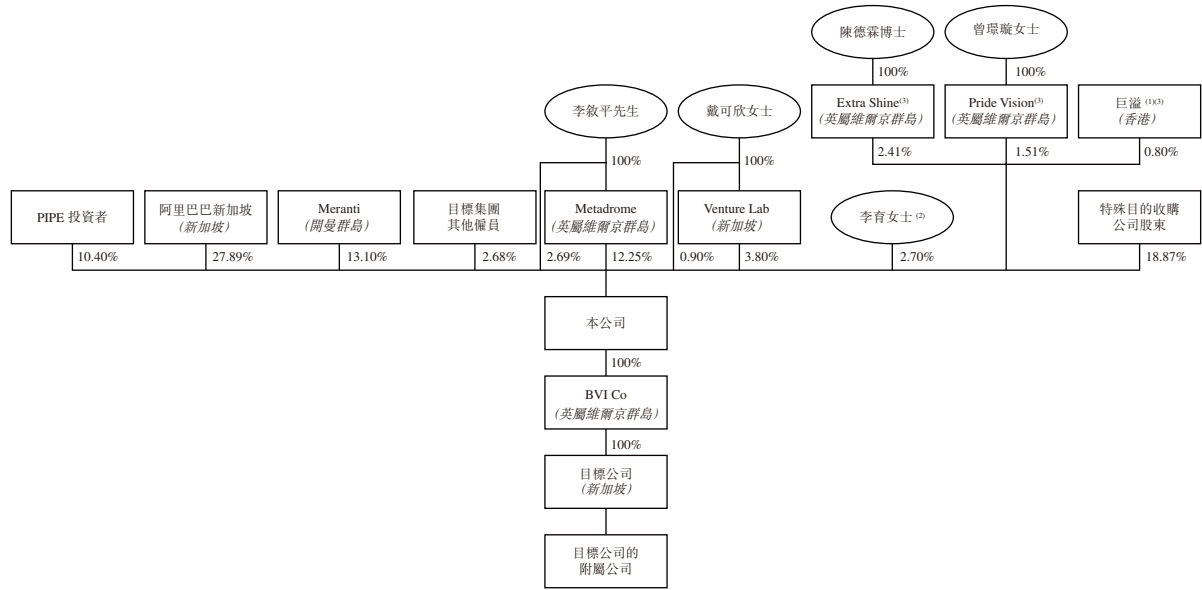 陳德霖博士
曾璟璇女士
100%
100%
李敘平先生
戴可欣女士
Extra Shine(3)
(英屬維爾京群島)
Pride Vision(3)
(英屬維爾京群島)
巨溢 (1)(3)
(香港)
100%
100%
2.41%
1.51%
0.80%
PIPE 投資者
阿里巴巴新加坡
(新加坡)
Meranti
(開曼群島)
目標集團
其他僱員
Metadrome
(英屬維爾京群島)
Venture Lab
(新加坡)
李育女士 (2)
特殊目的收購
公司股東
10.40%
27.89%
13.10%
2.68%
2.69%
12.25%
0.90%
3.80%
2.70%
18.87%
本公司
100%
BVI Co
(英屬維爾京群島)
100%
目標公司
(新加坡)
目標公司的
附屬公司